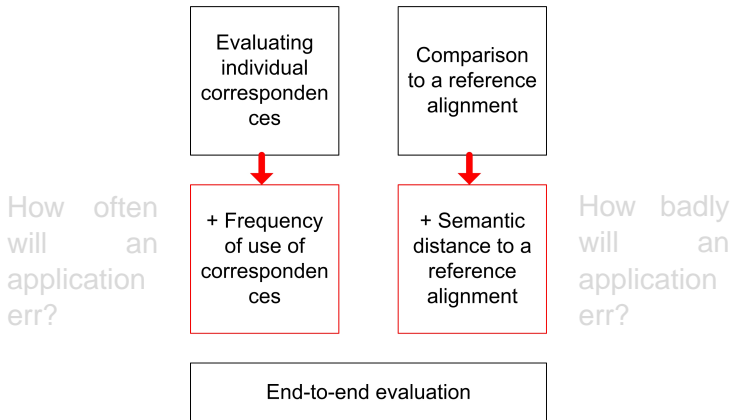 Evaluating
individual
corresponden
ces
Comparison
to a reference
alignment
How often
will an
application
err?
+ Frequency
of use of
corresponden
ces
+ Semantic
distance to a
reference
alignment
How badly
will an
application
err?
End-to-end evaluation